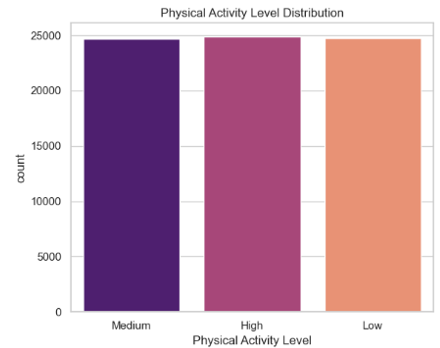 Physical Activity Level Distribution
25000
20000
15000
10000
5000
0
count
Medium High Low
Physical Activity Level